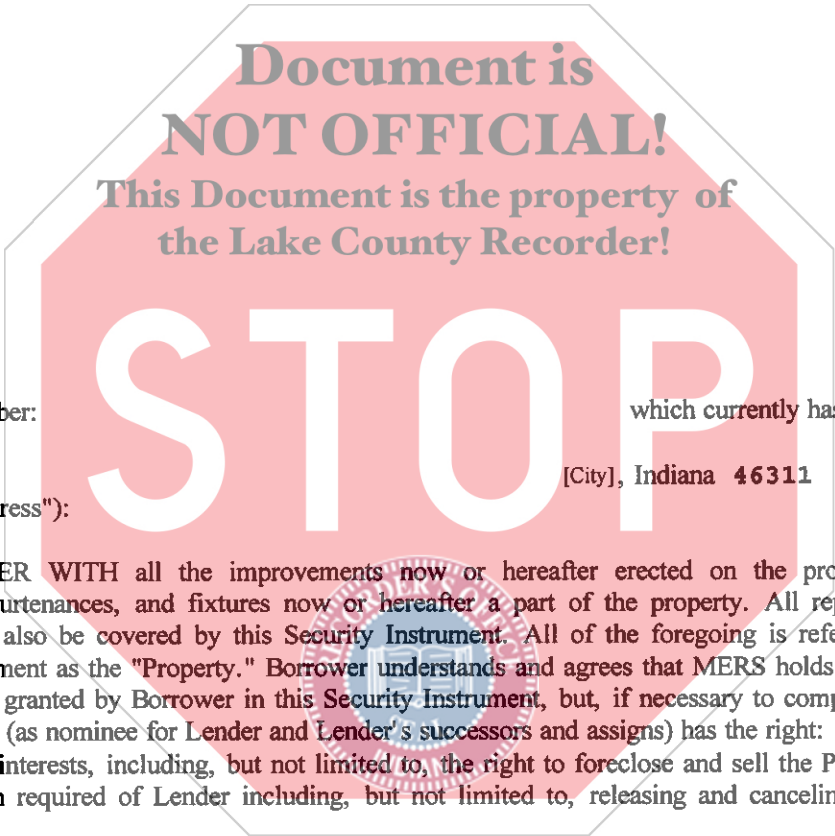 Document is
NOT OFFICIAL!
This Document is the property of
the Lake County Recorder!
STOP
ber: which currently has
[City], Indiana 46311
ress"):
ER WITH all the improvements now or hereafter erected on the pro
urtenances, and fixtures now or hereafter a part of the property. All rep
also be covered by this Security Instrument. All of the foregoing is refe
ment as the "Property." Borrower understands and agrees that MERS holds
granted by Borrower in this Security Instrument, but, if necessary to comp
(as nominee for Lender and Lender's successors and assigns) has the right:
interests, including, but not limited to, the right to foreclose and sell the P
n required of Lender including, but not limited to, releasing and cancelin
RECORDER'S OFFICE
SEAL
INDIANA